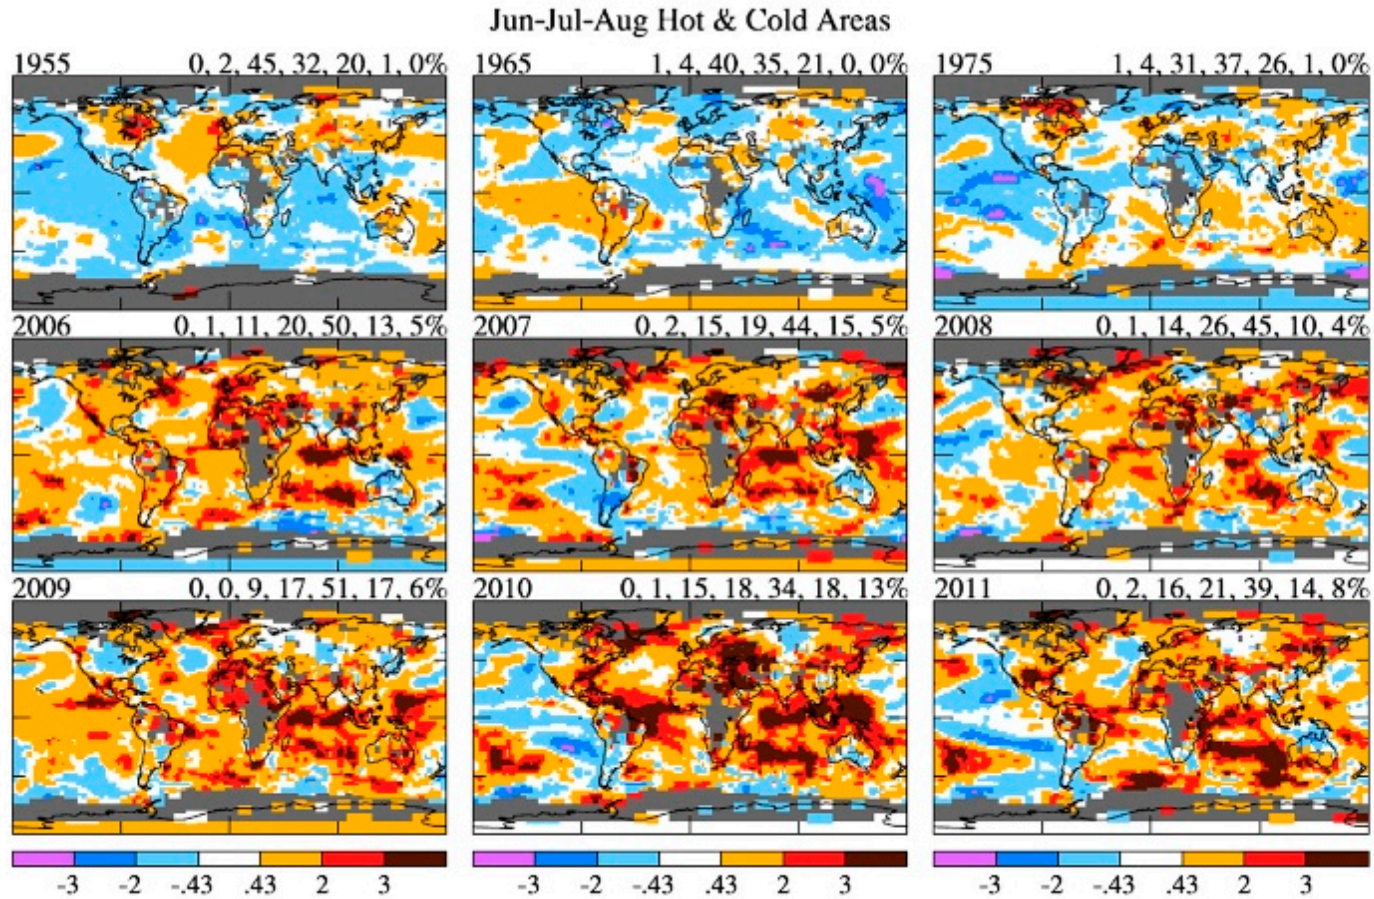 Jun-Jul-Aug Hot & Cold Areas
1955 0, 2, 45, 32, 20, 1, 0%
1965 1, 4, 40, 35, 21, 0, 0%
1975 1, 4, 31, 37, 26, 1, 0%
2006 0, 1, 11, 20, 50, 13, 5%
2007 0, 2, 15, 19, 44, 15, 5%
2008 0, 1, 14, 26, 45, 10, 4%
2009 0, 0, 9, 17, 51, 17, 6%
2010 0, 1, 15, 18, 34, 18, 13%
2011 0, 2, 16, 21, 39, 14, 8%
-3 -2 -.43 .43 2 3
-3 -2 -.43 .43 2 3
-3 -2 -.43 .43 2 3